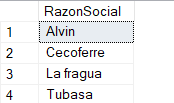 RazonSocial
1 Alvin
2 Cecoferre
3 La fragua
4 Tubasa